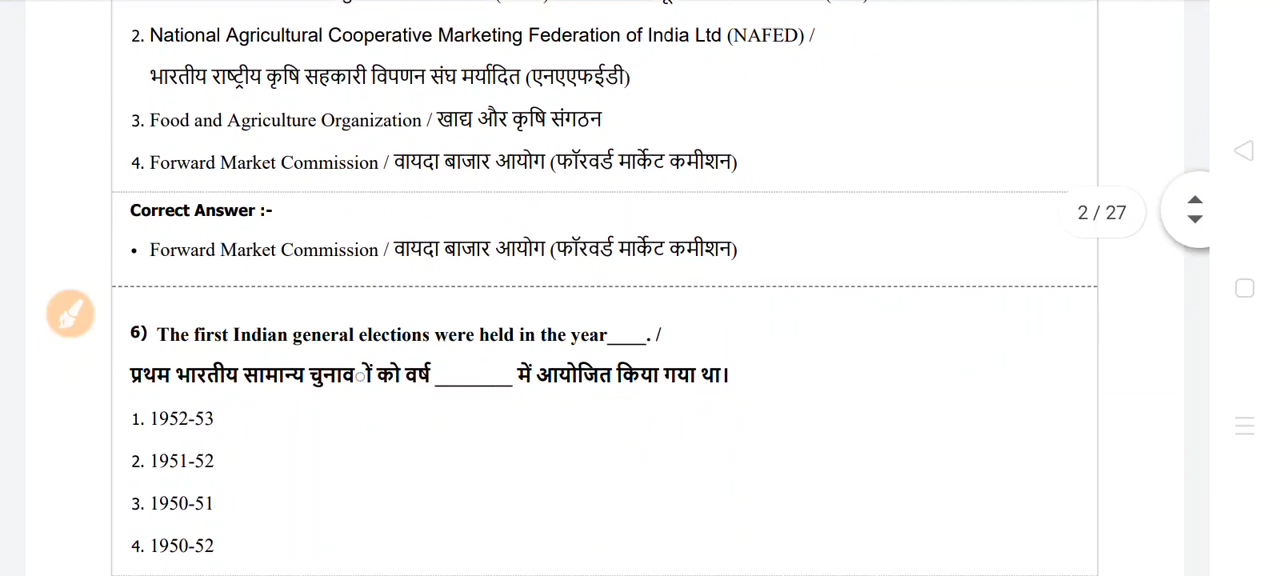 2. National Agricultural Cooperative Marketing Federation of India Ltd (NAFED) /
भारतीय राष्ट्रीय कृषि सहकारी विपणन संघ मर्यादित (एनएएफईडी)
3. Food and Agriculture Organization / खाद्य और कृषि संगठन
4. Forward Market Commission / वायदा बाजार आयोग (फॉरवर्ड मार्केट कमीशन)
Correct Answer :-
• Forward Market Commission / वायदा बाजार आयोग (फॉरवर्ड मार्केट कमीशन)
2 / 27
6) The first Indian general elections were held in the year____. /
प्रथम भारतीय सामान्य चुनाव ों को वर्ष _______ में आयोजित किया गया था।
1. 1952-53
2. 1951-52
3. 1950-51
4. 1950-52